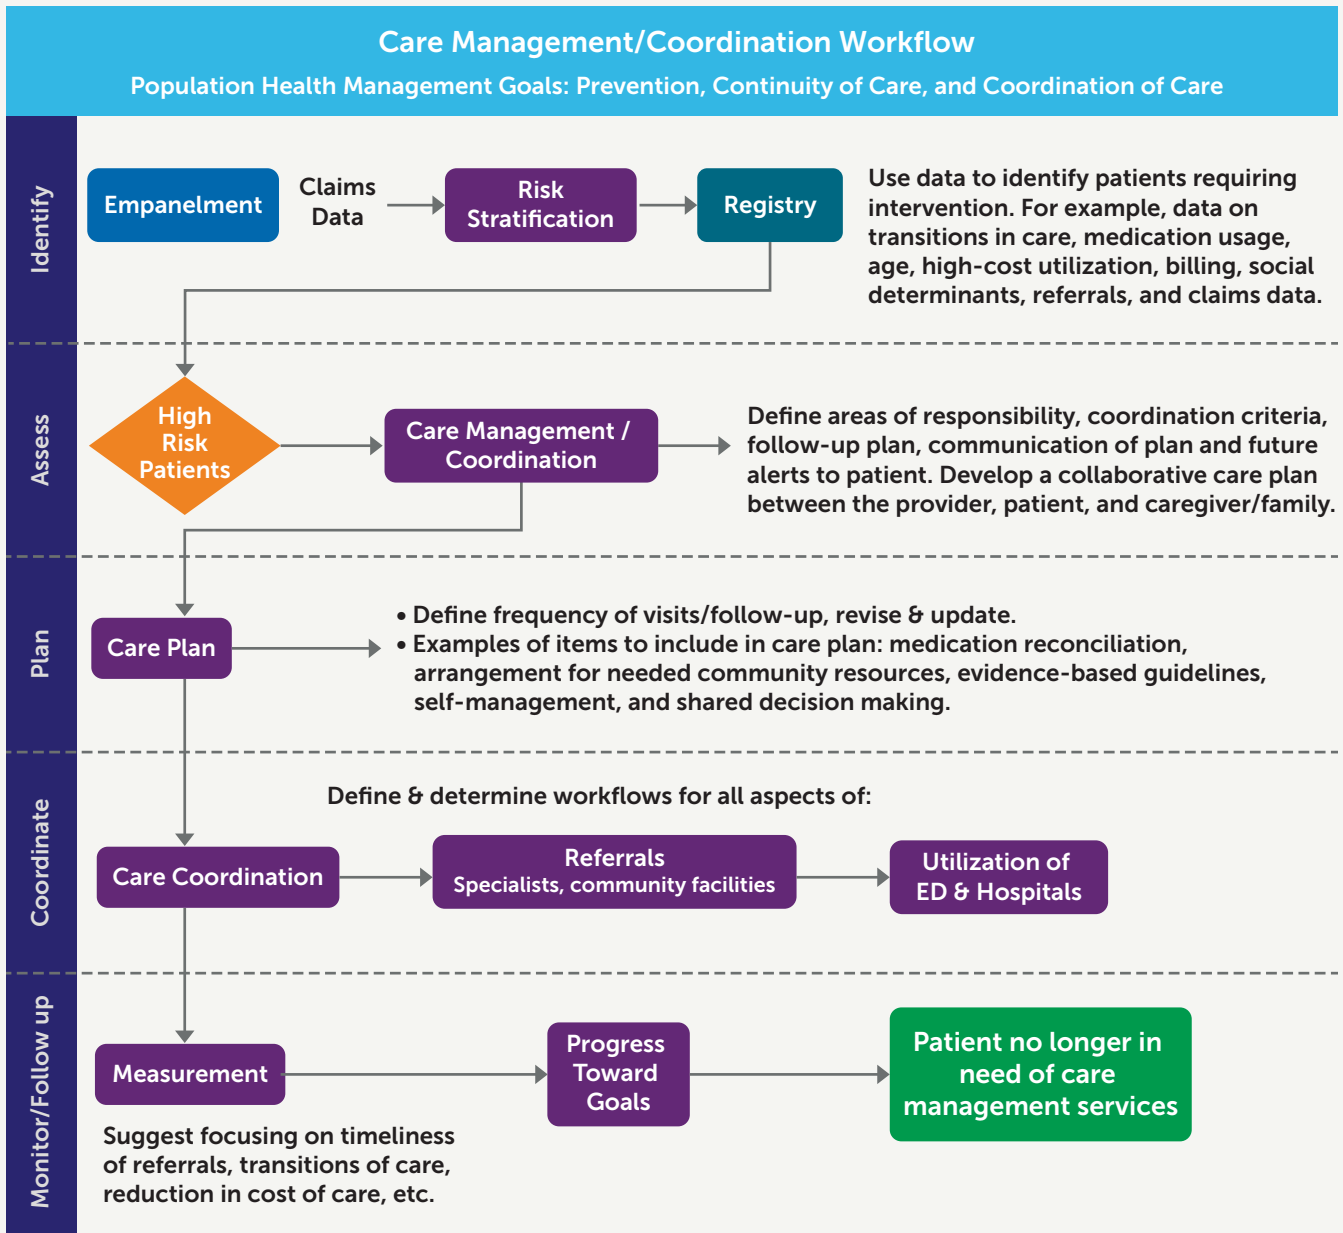 Care Management/Coordination Workflow
Population Health Management Goals: Prevention, Continuity of Care, and Coordination of Care
Identify
Empanelment
Claims
Data
Risk
Stratification
Registry
Use data to identify patients requiring
intervention. For example, data on
transitions in care, medication usage,
age, high-cost utilization, billing, social
determinants, referrals, and claims data.
Assess
High
Risk
Patients
Care Management /
Coordination
Define areas of responsibility, coordination criteria,
follow-up plan, communication of plan and future
alerts to patient. Develop a collaborative care plan
between the provider, patient, and caregiver/family.
Plan
Care Plan
• Define frequency of visits/follow-up, revise & update.
• Examples of items to include in care plan: medication reconciliation,
arrangement for needed community resources, evidence-based guidelines,
self-management, and shared decision making.
Coordinate
Define & determine workflows for all aspects of:
Care Coordination
Referrals
Specialists, community facilities
Utilization of
ED & Hospitals
Monitor/Follow up
Measurement
Suggest focusing on timeliness
of referrals, transitions of care,
reduction in cost of care, etc.
Progress
Toward
Goals
Patient no longer in
need of care
management services